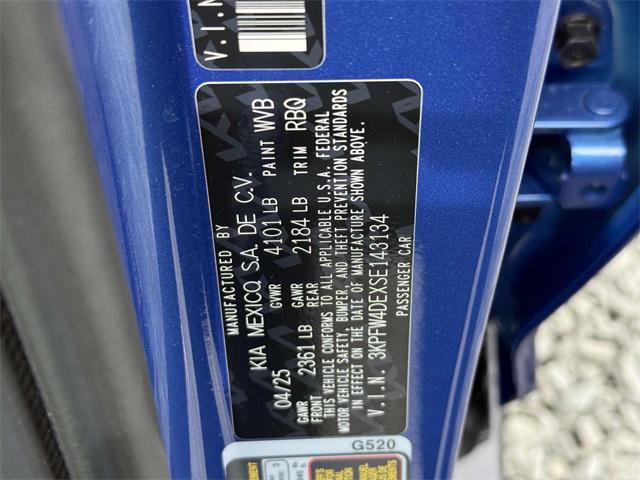 V.I.N
MANUFACTURED BY
KIA MEXICO S.A. DE C.V.
04/25 GVWR 4101 LB PAINT WVB
GAWR FRONT 2361 LB GAWR REAR 2184 LB TRIM RBQ
THIS VEHICLE CONFORMS TO ALL APPLICABLE U.S.A. FEDERAL
MOTOR VEHICLE SAFETY, BUMPER, AND THEFT PREVENTION STANDARDS
IN EFFECT ON THE DATE OF MANUFACTURE SHOWN ABOVE.
V.I.N. 3KPFW4DEXSE143134
PASSENGER CAR
G520